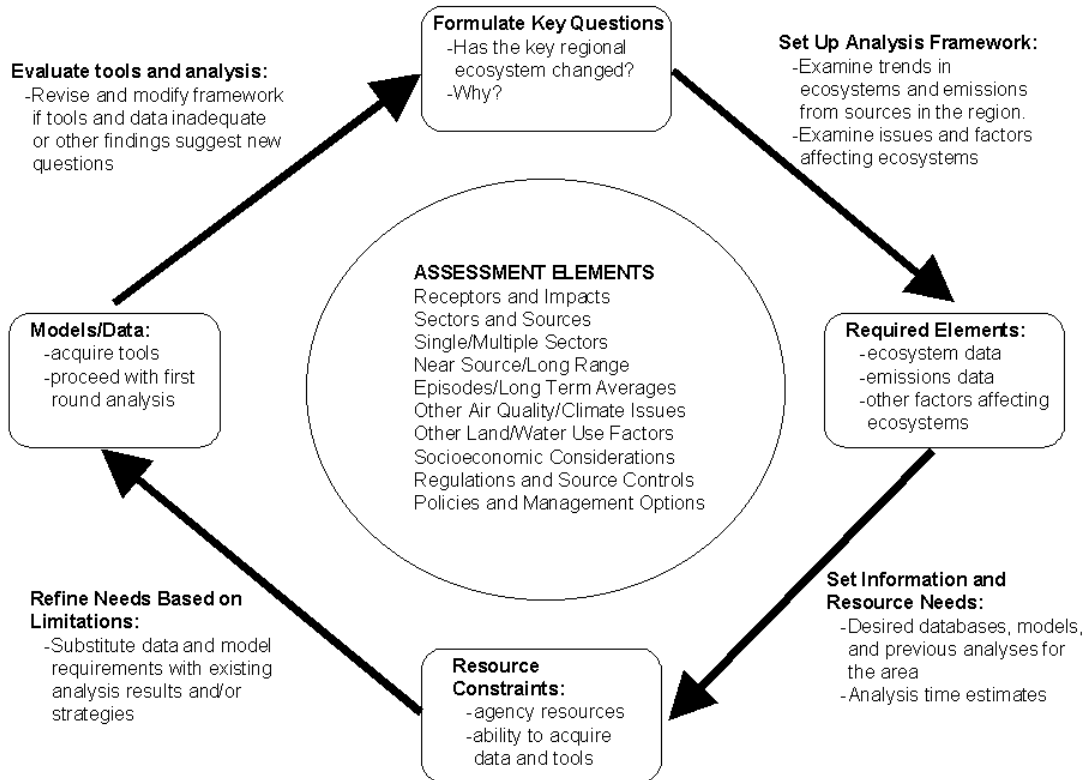 Formulate Key Questions
-Has the key regional
ecosystem changed?
-Why?
Set Up Analysis Framework:
-Examine trends in
ecosystems and emissions
from sources in the region.
-Examine issues and factors
affecting ecosystems
Evaluate tools and analysis:
-Revise and modify framework
if tools and data inadequate
or other findings suggest new
questions
ASSESSMENT ELEMENTS
Receptors and Impacts
Sectors and Sources
Single/Multiple Sectors
Near Source/Long Range
Episodes/Long Term Averages
Other Air Quality/Climate Issues
Other Land/Water Use Factors
Socioeconomic Considerations
Regulations and Source Controls
Policies and Management Options
Models/Data:
-acquire tools
-proceed with first
round analysis
Required Elements:
-ecosystem data
-emissions data
-other factors affecting
ecosystems
Refine Needs Based on
Limitations:
-Substitute data and model
requirements with existing
analysis results and/or
strategies
Resource
Constraints:
-agency resources
-ability to acquire
data and tools
Set Information and
Resource Needs:
-Desired databases, models,
and previous analyses for
the area
-Analysis time estimates